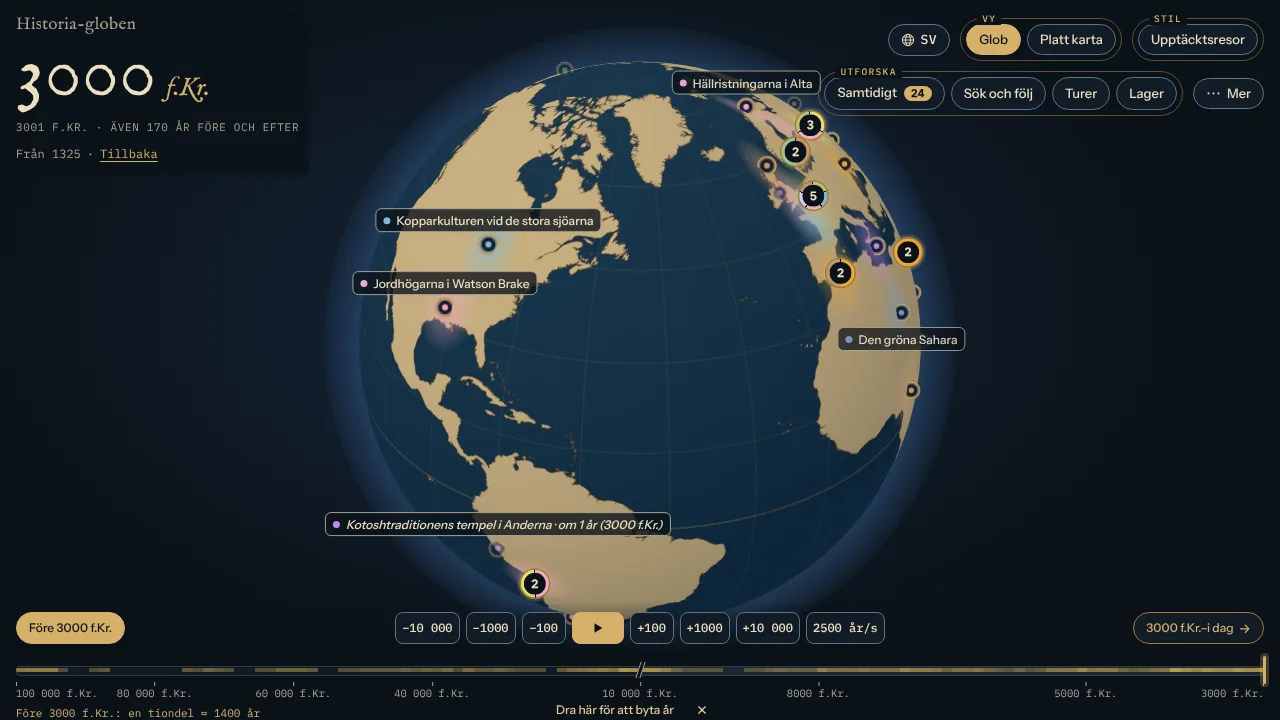 Historia-globen
3000 f.Kr.
3001 F.KR. · ÄVEN 170 ÅR FÖRE OCH EFTER
Från 1325 · Tillbaka
SV
VY
Glob
Platt karta
STIL
Upptäcktsresor
UTFORSKA
Samtidigt 24
Sök och följ
Turer
Lager
··· Mer
Hällristningarna i Alta
3
2
5
2
2
Kopparkulturen vid de stora sjöarna
Jordhögarna i Watson Brake
Den gröna Sahara
Kotoshtraditionens tempel i Anderna · om 1 år (3000 f.Kr.)
2
Före 3000 f.Kr.
−10 000
−1000
−100
+100
+1000
+10 000
2500 år/s
3000 f.Kr.–i dag →
100 000 f.Kr.
80 000 f.Kr.
60 000 f.Kr.
40 000 f.Kr.
10 000 f.Kr.
8000 f.Kr.
5000 f.Kr.
3000 f.Kr.
Före 3000 f.Kr.: en tiondel ≈ 1400 år
Dra här för att byta år ✕